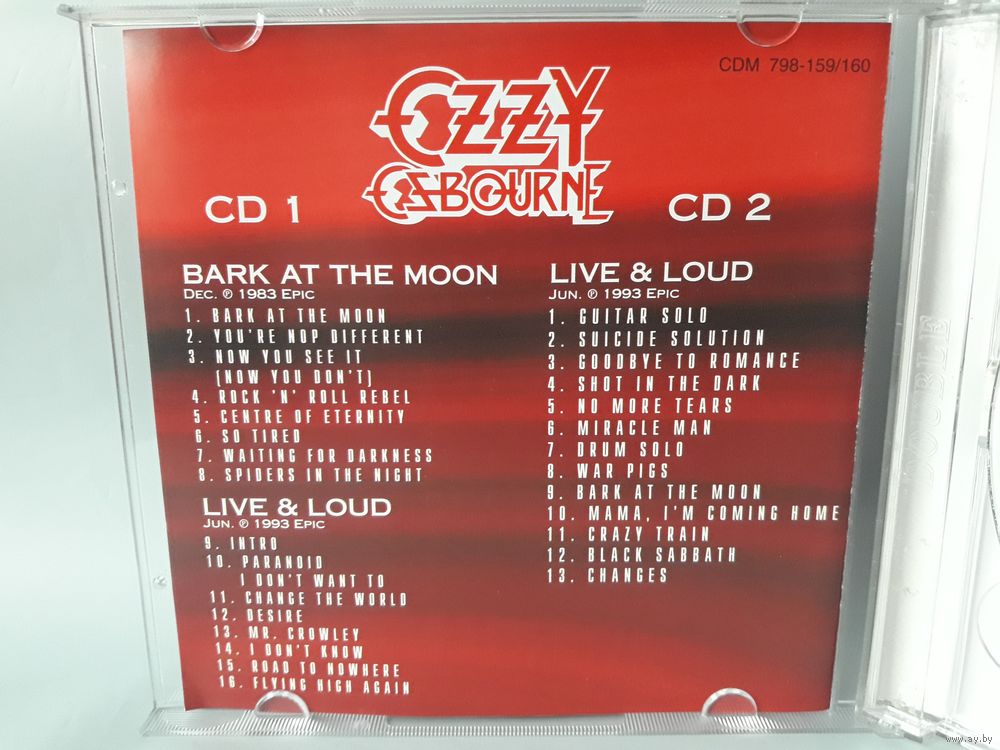 CDM 798-159/160
OZZY
OSBOURNE
CD 1
CD 2
BARK AT THE MOON
DEC. ℗ 1983 EPIC
1. BARK AT THE MOON
2. YOU'RE NOP DIFFERENT
3. NOW YOU SEE IT
(NOW YOU DON'T)
4. ROCK 'N' ROLL REBEL
5. CENTRE OF ETERNITY
6. SO TIRED
7. WAITING FOR DARKNESS
8. SPIDERS IN THE NIGHT
LIVE & LOUD
JUN. ℗ 1993 EPIC
9. INTRO
10. PARANOID
I DON'T WANT TO
11. CHANGE THE WORLD
12. DESIRE
13. MR. CROWLEY
14. I DON'T KNOW
15. ROAD TO NOWHERE
16. FLYING HIGH AGAIN
LIVE & LOUD
JUN. ℗ 1993 EPIC
1. GUITAR SOLO
2. SUICIDE SOLUTION
3. GOODBYE TO ROMANCE
4. SHOT IN THE DARK
5. NO MORE TEARS
6. MIRACLE MAN
7. DRUM SOLO
8. WAR PIGS
9. BARK AT THE MOON
10. MAMA, I'M COMING HOME
11. CRAZY TRAIN
12. BLACK SABBATH
13. CHANGES
DOUBLE
www.ay.by